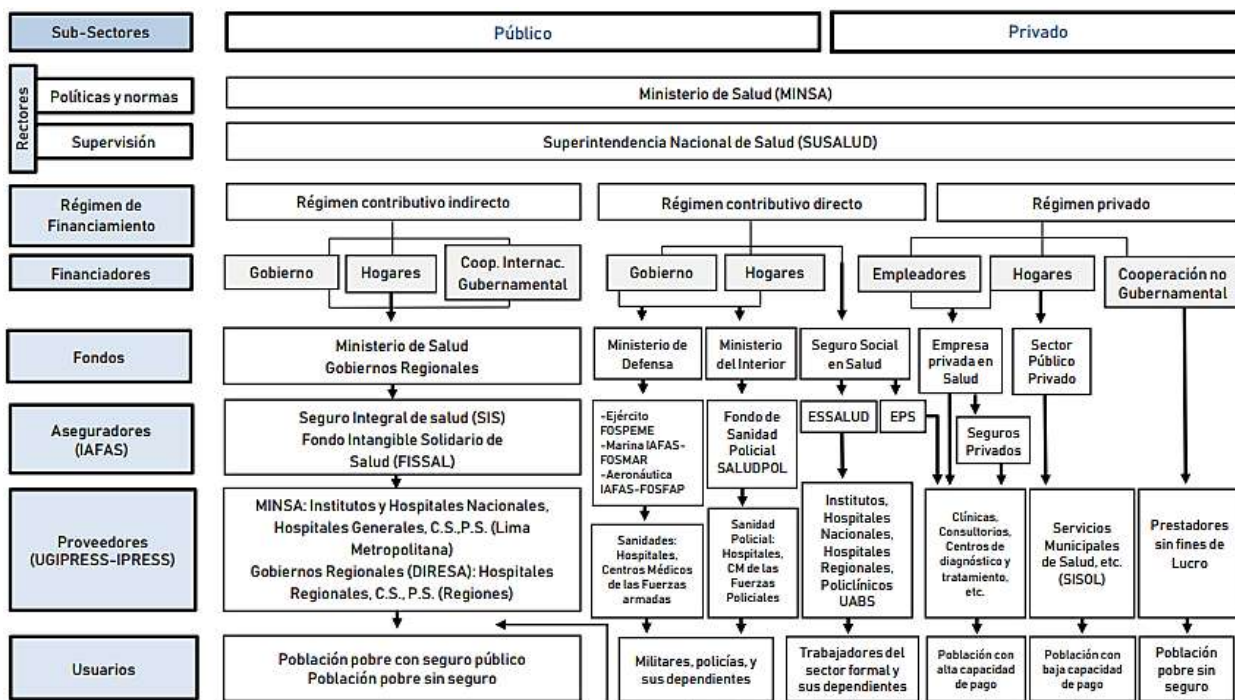 Sub-Sectores
Público
Privado
Rectores
Políticas y normas
Ministerio de Salud (MINSA)
Supervisión
Superintendencia Nacional de Salud (SUSALUD)
Régimen de
Financiamiento
Régimen contributivo indirecto
Régimen contributivo directo
Régimen privado
Financiadores
Gobierno
Hogares
Coop. Internac.
Gubernamental
Gobierno
Hogares
Empleadores
Hogares
Cooperación no
Gubernamental
Fondos
Ministerio de Salud
Gobiernos Regionales
Ministerio de
Defensa
Ministerio
del Interior
Seguro Social
en Salud
Empresa
privada en
Salud
Sector
Público
Privado
Aseguradores
(IAFAS)
Seguro Integral de salud (SIS)
Fondo Intangible Solidario de
Salud (FISSAL)
-Ejército
FOSPEME
-Marina IAFAS-
FOSMAR
-Aeronáutica
IAFAS-FOSFAP
Fondo de
Sanidad
Policial
SALUDPOL
ESSALUD
EPS
Seguros
Privados
Proveedores
(UGIPRESS-IPRESS)
MINSA: Institutos y Hospitales Nacionales,
Hospitales Generales, C.S.,P.S. (Lima
Metropolitana)
Gobiernos Regionales (DIRESA): Hospitales
Regionales, C.S., P.S. (Regiones)
Sanidades:
Hospitales,
Centros Médicos
de las Fuerzas
armadas
Sanidad
Policial:
Hospitales,
CM de las
Fuerzas
Policiales
Institutos,
Hospitales
Nacionales,
Hospitales
Regionales,
Policlínicos
UABS
Clínicas,
Consultorios,
Centros de
diagnóstico y
tratamiento,
etc.
Servicios
Municipales
de Salud, etc.
(SISOL)
Prestadores
sin fines de
Lucro
Usuarios
Población pobre con seguro público
Población pobre sin seguro
Militares, policías, y
sus dependientes
Trabajadores del
sector formal y
sus dependientes
Población con
alta capacidad
de pago
Población con
baja capacidad
de pago
Población
pobre sin
seguro